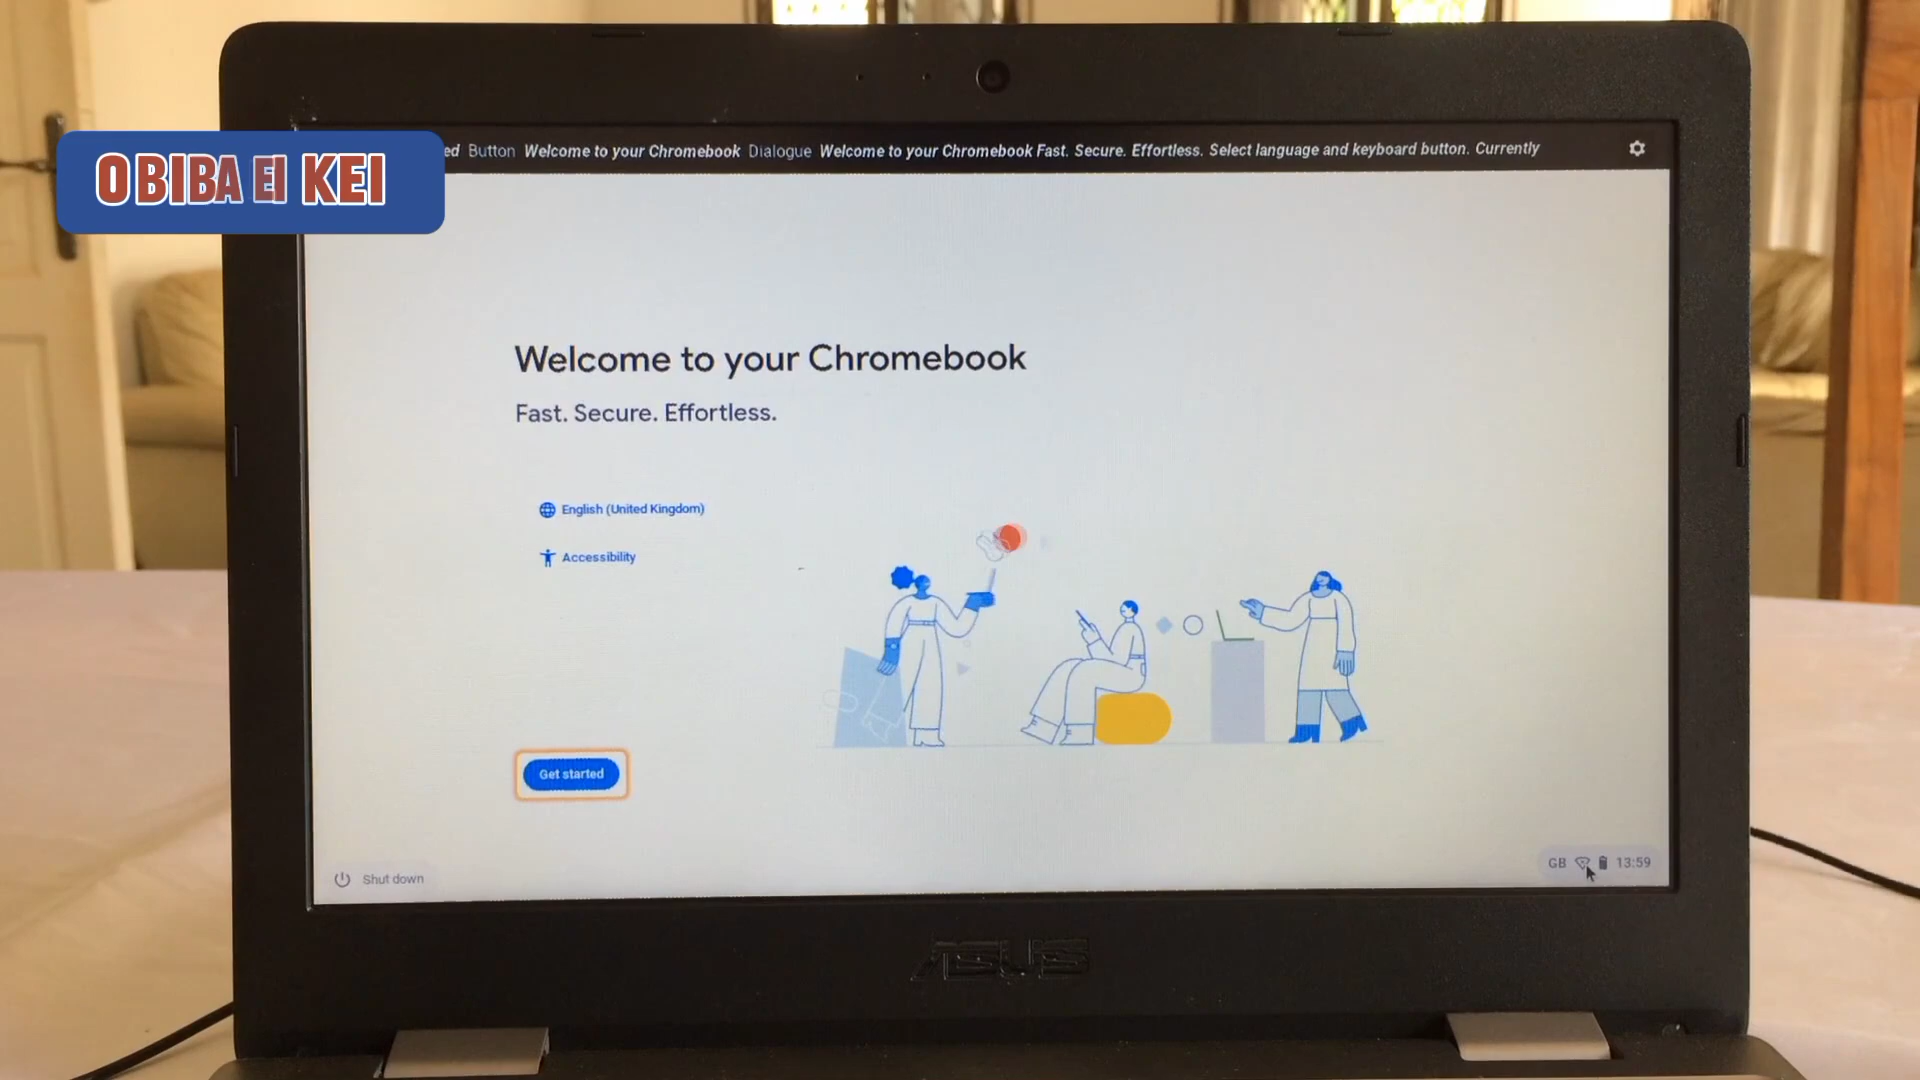 OBIBA EI KEI
ed Button Welcome to your Chromebook Dialogue Welcome to your Chromebook Fast. Secure. Effortless. Select language and keyboard button. Currently
Welcome to your Chromebook
Fast. Secure. Effortless.
English (United Kingdom)
Accessibility
Get started
Shut down
GB 13:59
ASUS